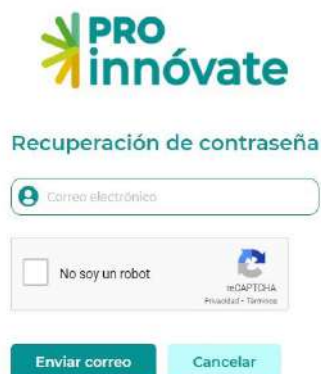 PRO
innóvate
Recuperación de contraseña
Correo electrónico
No soy un robot
reCAPTCHA
Privacidad - Términos
Enviar correo
Cancelar